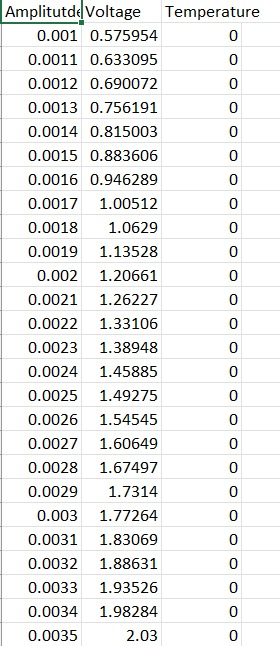 Amplitutde Voltage Temperature
0.001 0.575954 0
0.0011 0.633095 0
0.0012 0.690072 0
0.0013 0.756191 0
0.0014 0.815003 0
0.0015 0.883606 0
0.0016 0.946289 0
0.0017 1.00512 0
0.0018 1.0629 0
0.0019 1.13528 0
0.002 1.20661 0
0.0021 1.26227 0
0.0022 1.33106 0
0.0023 1.38948 0
0.0024 1.45885 0
0.0025 1.49275 0
0.0026 1.54545 0
0.0027 1.60649 0
0.0028 1.67497 0
0.0029 1.7314 0
0.003 1.77264 0
0.0031 1.83069 0
0.0032 1.88631 0
0.0033 1.93526 0
0.0034 1.98284 0
0.0035 2.03 0